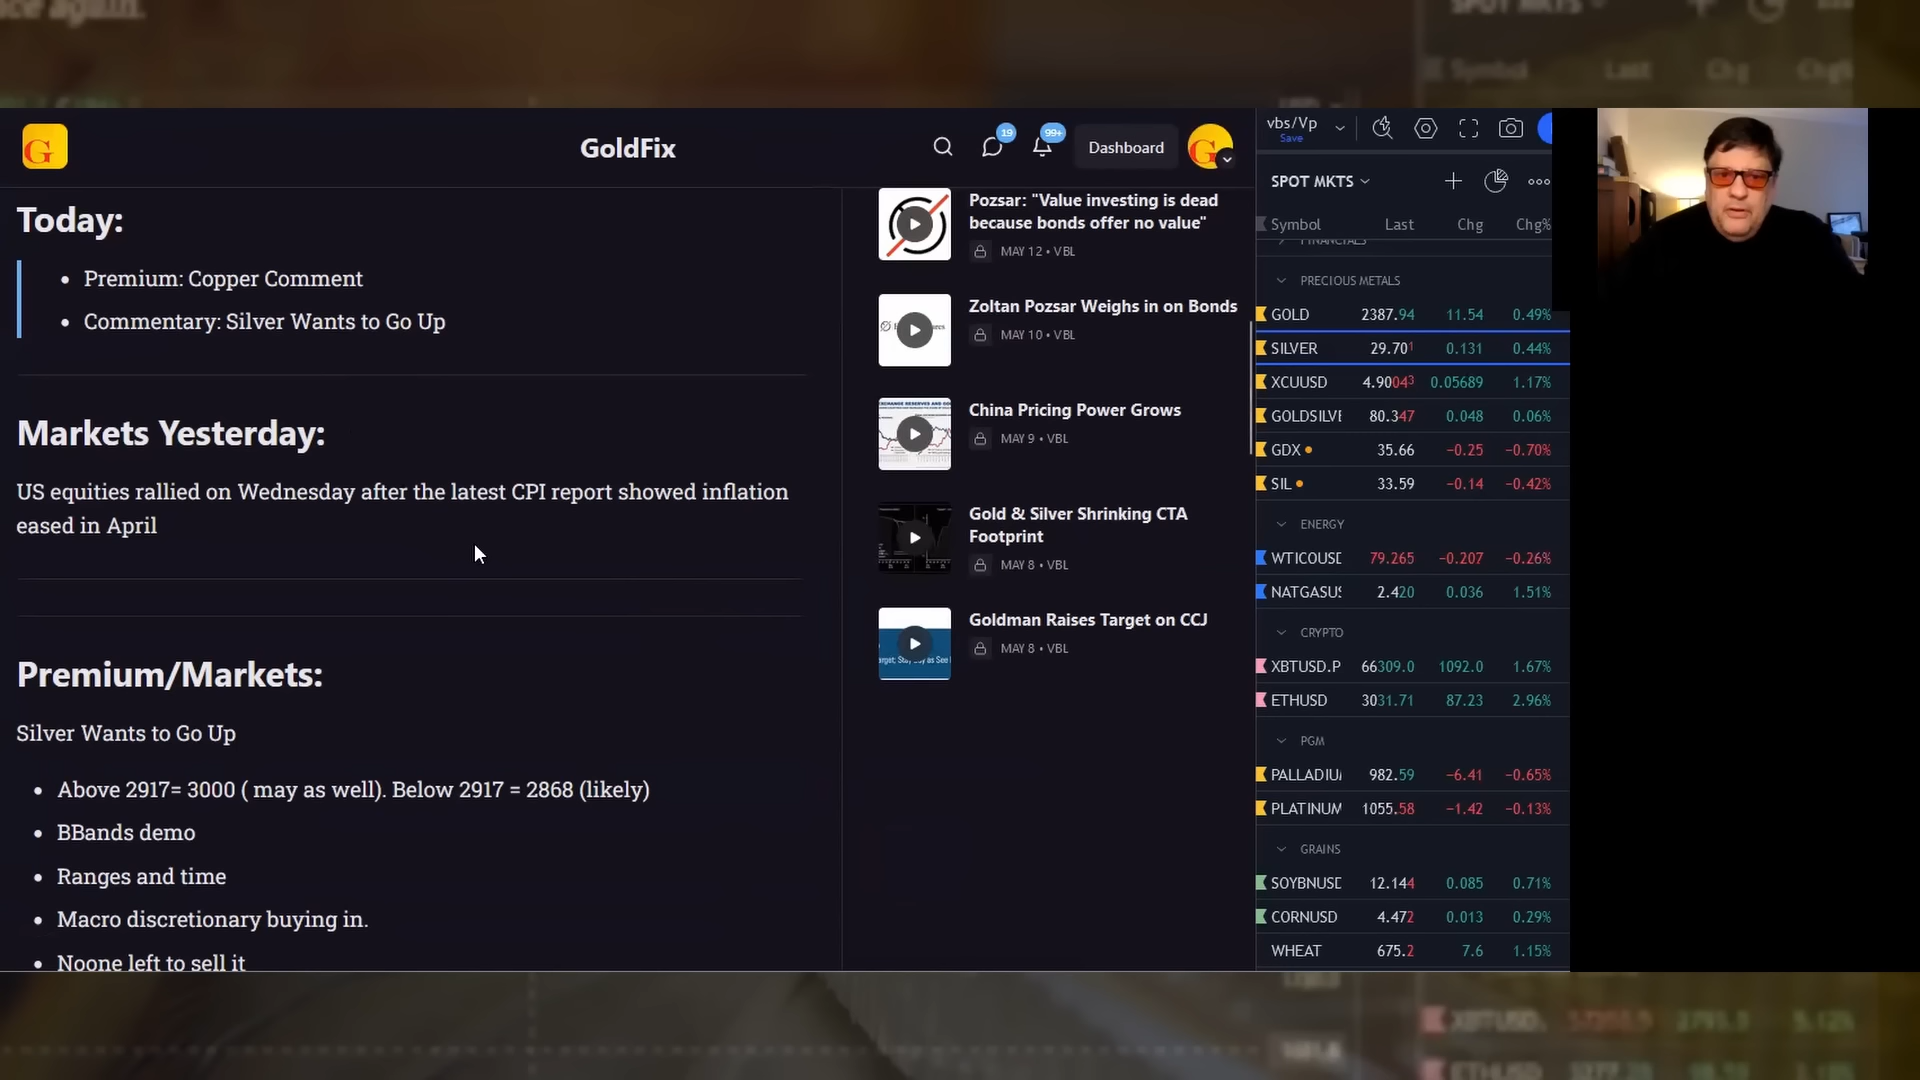 GoldFix
19
99+
Dashboard
G
G
Today:
Premium: Copper Comment
Commentary: Silver Wants to Go Up
Markets Yesterday:
US equities rallied on Wednesday after the latest CPI report showed inflation
eased in April
Premium/Markets:
Silver Wants to Go Up
Above 2917= 3000 ( may as well). Below 2917 = 2868 (likely)
BBands demo
Ranges and time
Macro discretionary buying in.
Noone left to sell it
Pozsar: "Value investing is dead
because bonds offer no value"
MAY 12 • VBL
Zoltan Pozsar Weighs in on Bonds
MAY 10 • VBL
China Pricing Power Grows
MAY 9 • VBL
Gold & Silver Shrinking CTA
Footprint
MAY 8 • VBL
Goldman Raises Target on CCJ
MAY 8 • VBL
vbs/Vp
Save
SPOT MKTS
Symbol Last Chg Chg%
FINANCIALS
PRECIOUS METALS
GOLD 2387.94 11.54 0.49%
SILVER 29.701 0.131 0.44%
XCUUSD 4.90043 0.05689 1.17%
GOLDSILVE 80.347 0.048 0.06%
GDX 35.66 −0.25 −0.70%
SIL 33.59 −0.14 −0.42%
ENERGY
WTICOUSD 79.265 −0.207 −0.26%
NATGASUS 2.420 0.036 1.51%
CRYPTO
XBTUSD.P 66309.0 1092.0 1.67%
ETHUSD 3031.71 87.23 2.96%
PGM
PALLADIU 982.59 −6.41 −0.65%
PLATINUM 1055.58 −1.42 −0.13%
GRAINS
SOYBNUSD 12.144 0.085 0.71%
CORNUSD 4.472 0.013 0.29%
WHEAT 675.2 7.6 1.15%